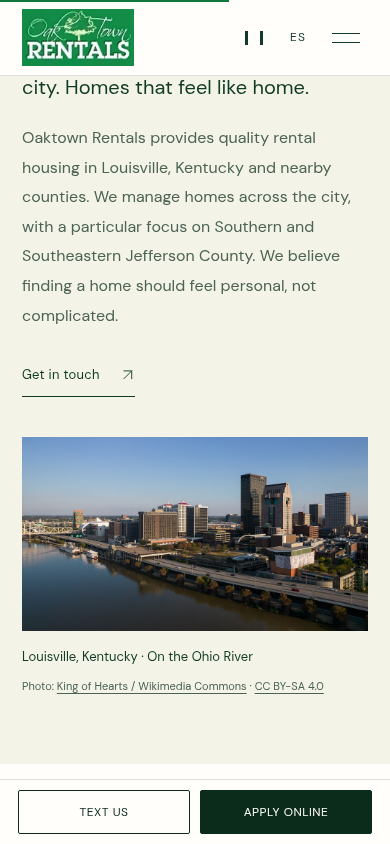 Oak Town
RENTALS
ES
city. Homes that feel like home.
Oaktown Rentals provides quality rental
housing in Louisville, Kentucky and nearby
counties. We manage homes across the city,
with a particular focus on Southern and
Southeastern Jefferson County. We believe
finding a home should feel personal, not
complicated.
Get in touch
Louisville, Kentucky · On the Ohio River
Photo: King of Hearts / Wikimedia Commons · CC BY-SA 4.0
TEXT US
APPLY ONLINE